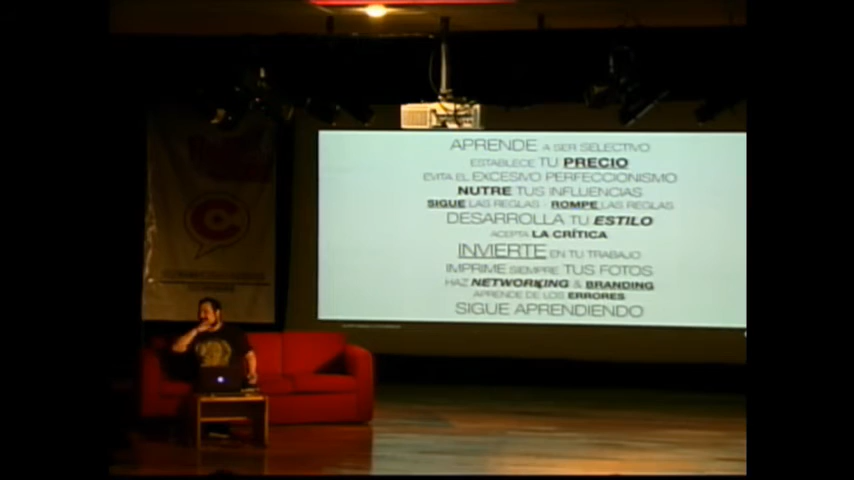 APRENDE A SER SELECTIVO
ESTABLECE TU PRECIO
EVITA EL EXCESIVO PERFECCIONISMO
NUTRE TUS INFLUENCIAS
SIGUE LAS REGLAS - ROMPE LAS REGLAS
DESARROLLA TU ESTILO
ACEPTA LA CRÍTICA
INVIERTE EN TU TRABAJO
IMPRIME SIEMPRE TUS FOTOS
HAZ NETWORKING & BRANDING
APRENDE DE LOS ERRORES
SIGUE APRENDIENDO